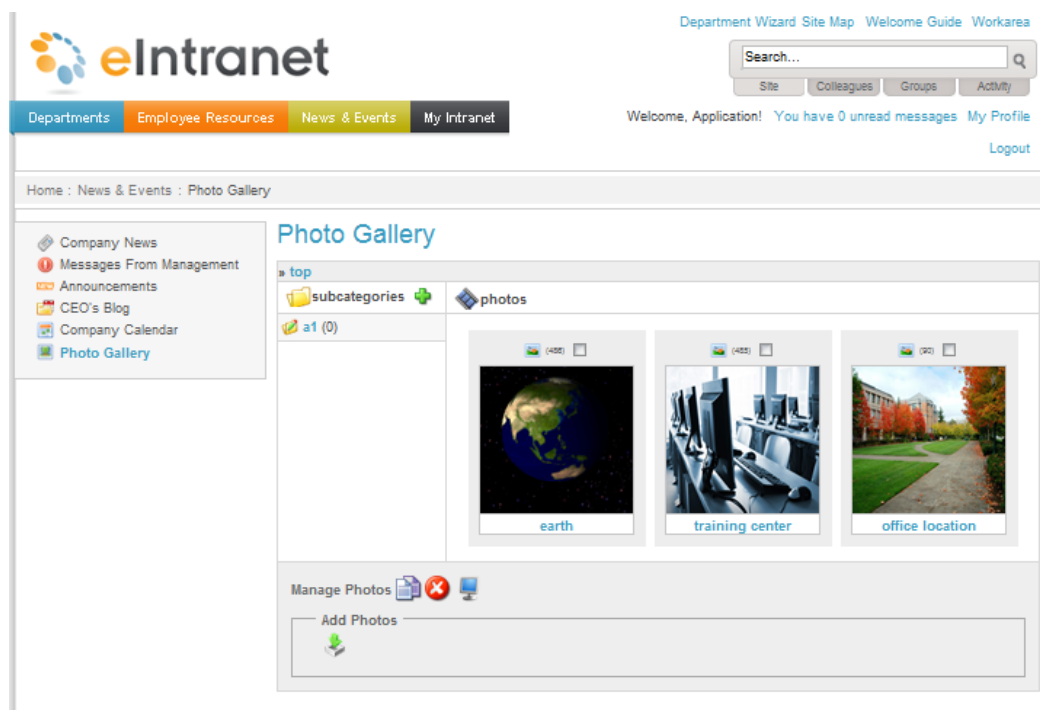 Department Wizard Site Map Welcome Guide Workarea
eIntranet
Search...
Site Colleagues Groups Activity
Departments Employee Resources News & Events My Intranet
Welcome, Application! You have 0 unread messages My Profile
Logout
Home : News & Events : Photo Gallery
Company News
Messages From Management
Announcements
CEO's Blog
Company Calendar
Photo Gallery
Photo Gallery
» top
subcategories
photos
a1 (0)
(90)
earth
training center
office location
Manage Photos
Add Photos